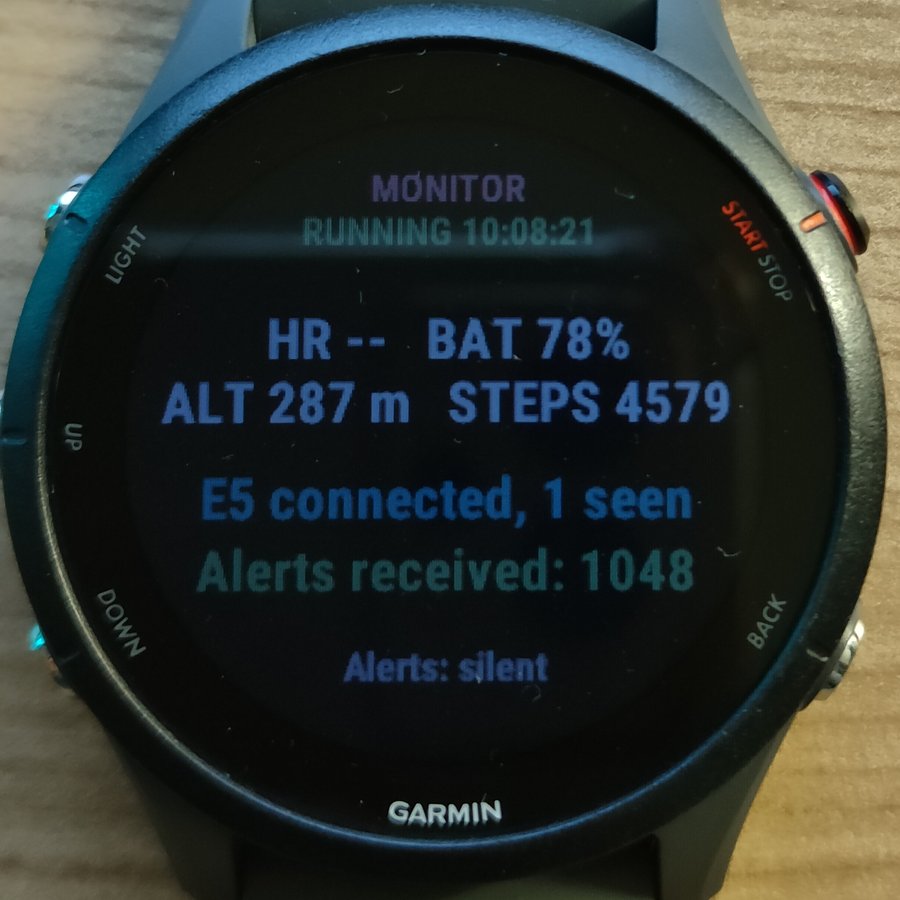 MONITOR
RUNNING 10:08:21
LIGHT
START STOP
HR -- BAT 78%
ALT 287 m STEPS 4579
UP
E5 connected, 1 seen
Alerts received: 1048
DOWN
BACK
Alerts: silent
GARMIN